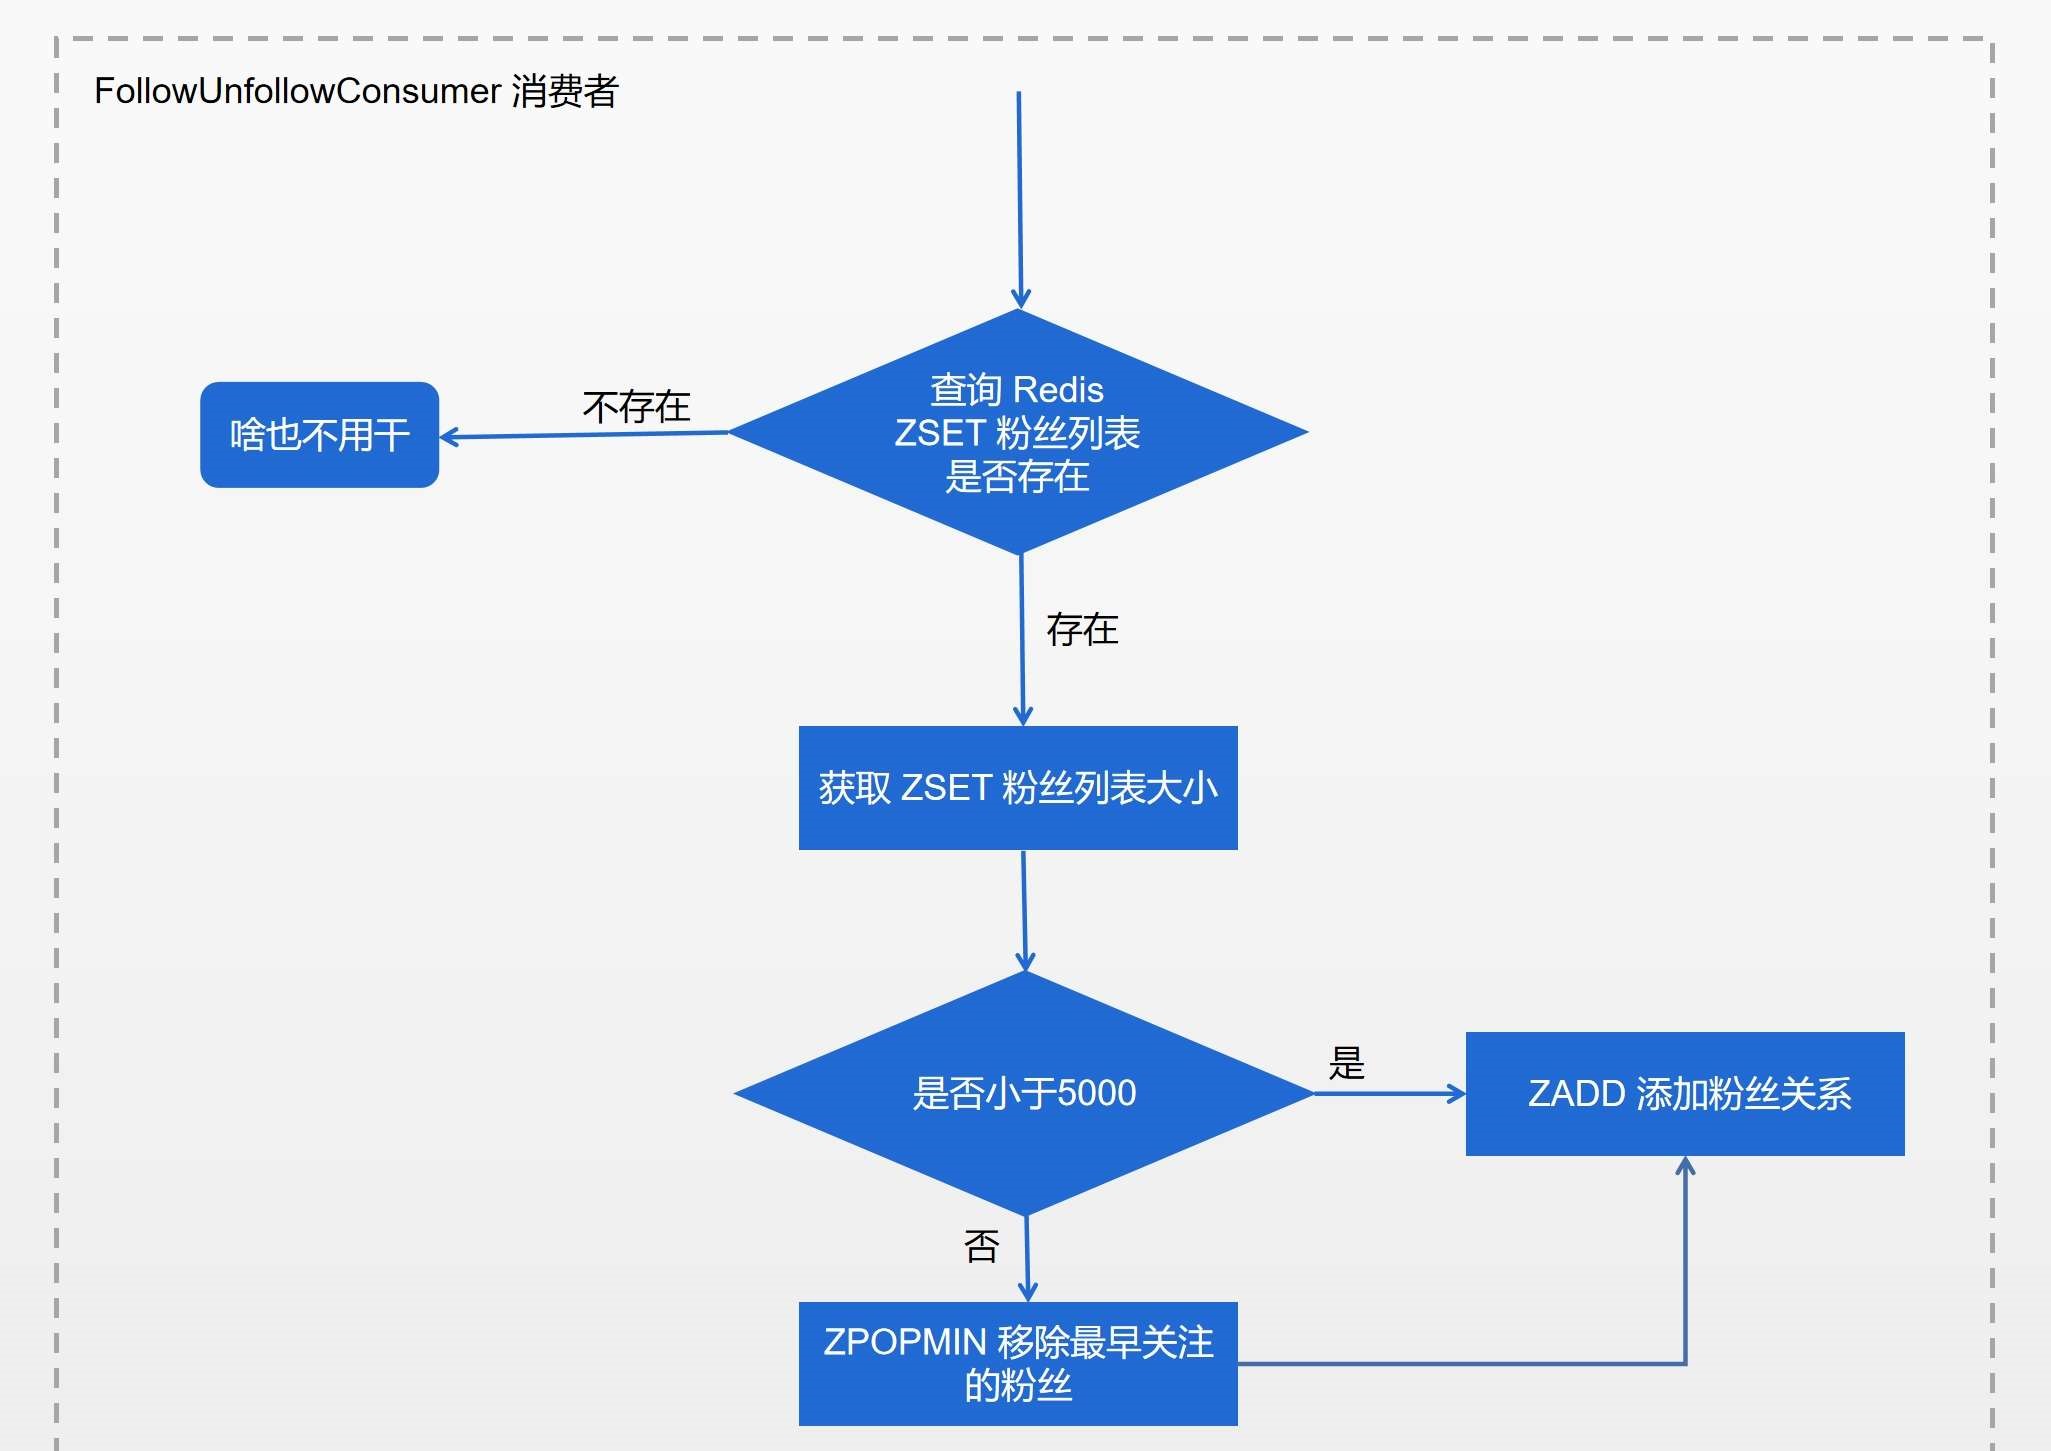 FollowUnfollowConsumer 消费者
查询 Redis
ZSET 粉丝列表
是否存在
不存在
啥也不用干
存在
获取 ZSET 粉丝列表大小
是否小于5000
是
ZADD 添加粉丝关系
否
ZPOPMIN 移除最早关注
的粉丝